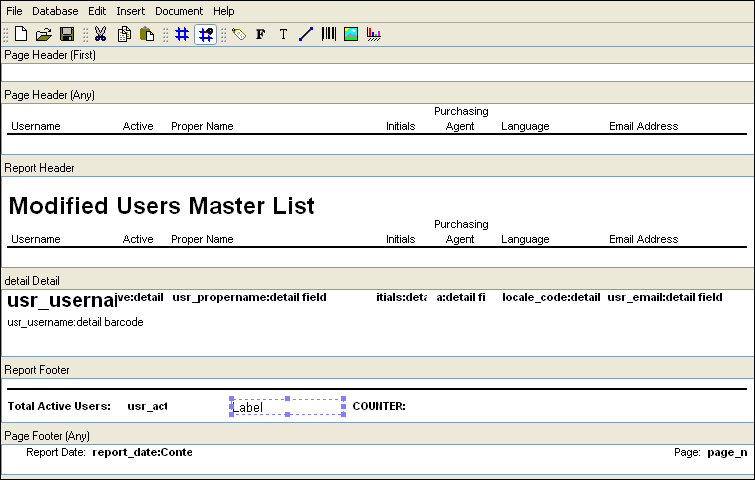 File Database Edit Insert Document Help
F T
Page Header (First)
Page Header (Any)
Purchasing
Username Active Proper Name Initials Agent Language Email Address
Report Header
Modified Users Master List
Purchasing
Username Active Proper Name Initials Agent Language Email Address
detail Detail
usr_usernai ve:detail usr_propername:detail field itials:deta a:detail fi locale_code:detail usr_email:detail field
usr_username:detail barcode
Report Footer
Total Active Users: usr_act Label COUNTER:
Page Footer (Any)
Report Date: report_date:Conte Page: page_n